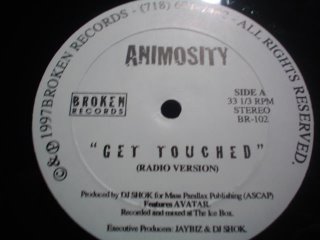 © & ℗ 1997 BROKEN RECORDS - (718) ALL RIGHTS RESERVED.
ANIMOSITY
BROKEN
RECORDS
SIDE A
33 1/3 RPM
STEREO
BR-102
"GET TOUCHED"
(RADIO VERSION)
Produced by DJ SHOK for Mass Parallax Publishing (ASCAP)
Features AVATAR.
Recorded and mixed at The Ice Box.
Executive Producers: JAYBIZ & DJ SHOK.